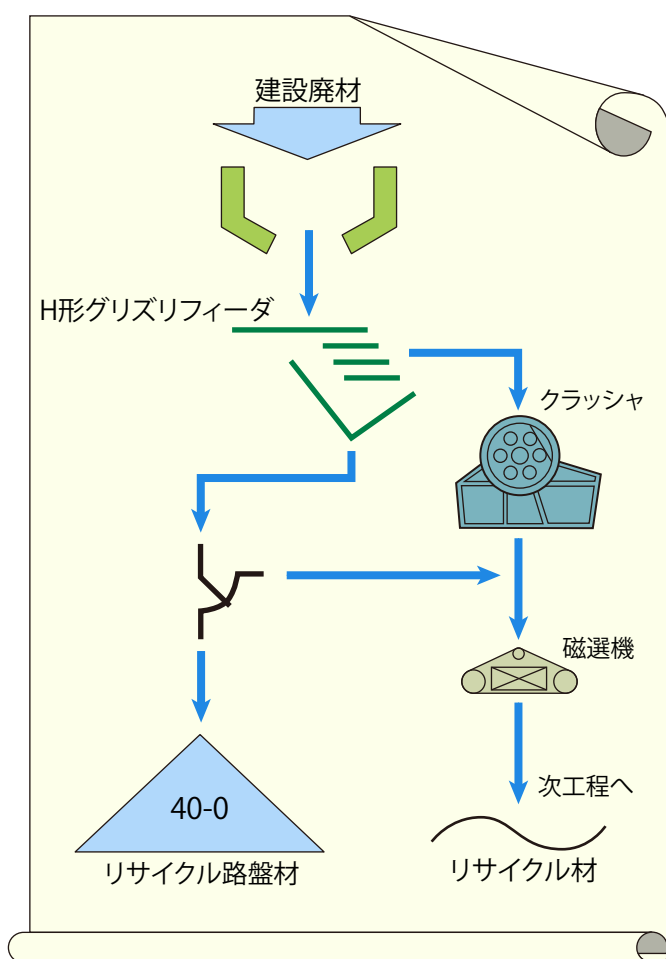 建設廃材
H形グリズリフィーダ
クラッシャ
磁選機
次工程へ
40-0
リサイクル路盤材
リサイクル材